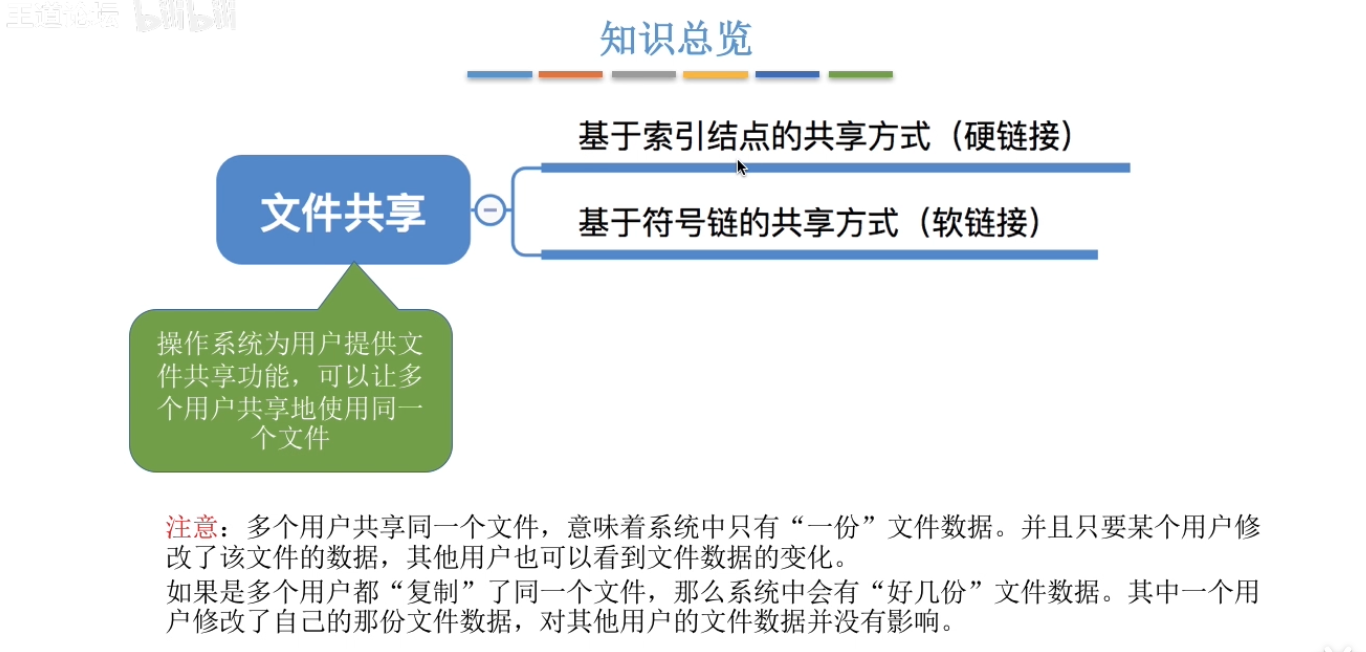 王道论坛 bilibili
知识总览
基于索引结点的共享方式（硬链接）
文件共享
基于符号链的共享方式（软链接）
操作系统为用户提供文
件共享功能，可以让多
个用户共享地使用同一
个文件
注意：多个用户共享同一个文件，意味着系统中只有“一份”文件数据。并且只要某个用户修
改了该文件的数据，其他用户也可以看到文件数据的变化。
如果是多个用户都“复制”了同一个文件，那么系统中会有“好几份”文件数据。其中一个用
户修改了自己的那份文件数据，对其他用户的文件数据并没有影响。